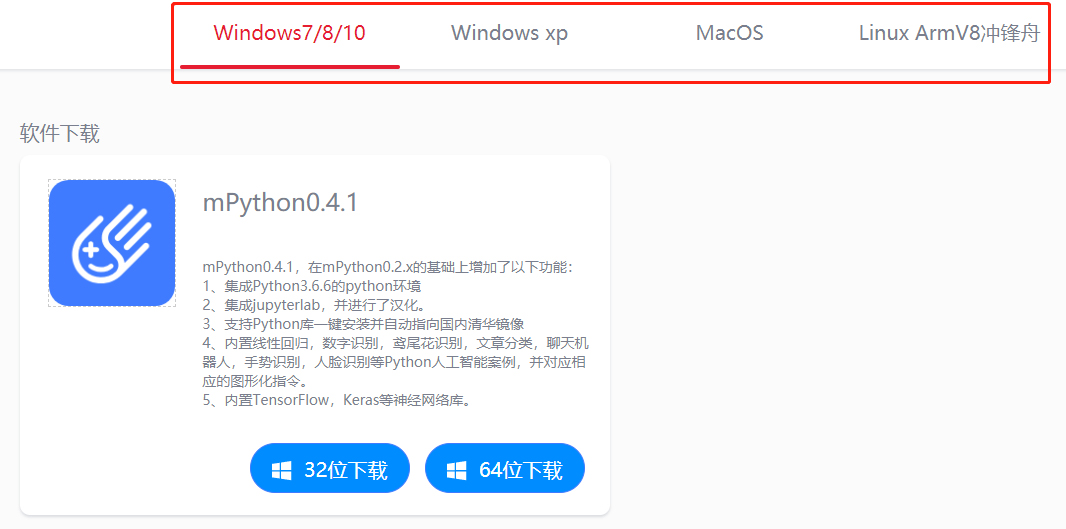 Windows7/8/10 Windows xp MacOS Linux ArmV8冲锋舟
软件下载
mPython0.4.1
mPython0.4.1，在mPython0.2.x的基础上增加了以下功能：
1、集成Python3.6.6的python环境
2、集成jupyterlab，并进行了汉化。
3、支持Python库一键安装并自动指向国内清华镜像
4、内置线性回归，数字识别，鸢尾花识别，文章分类，聊天机
器人，手势识别，人脸识别等Python人工智能案例，并对应相
应的图形化指令。
5、内置TensorFlow，Keras等神经网络库。
32位下载 64位下载